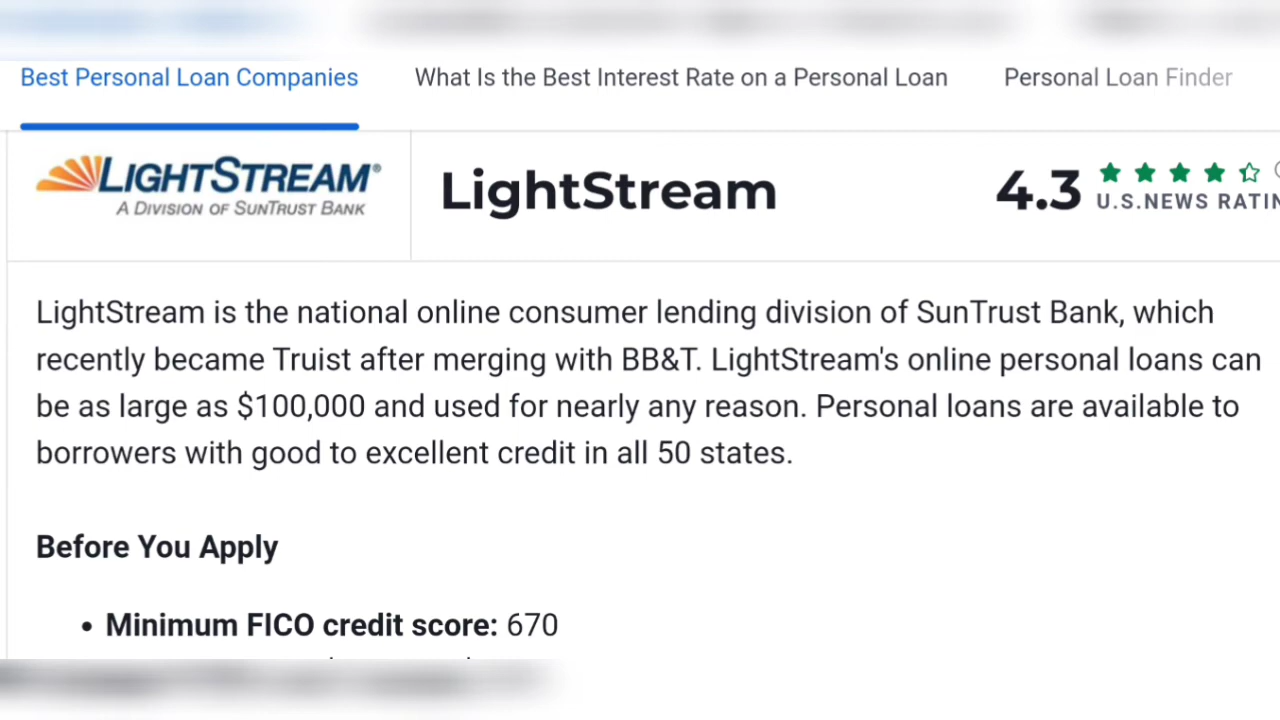 Best Personal Loan Companies What Is the Best Interest Rate on a Personal Loan Personal Loan Finder
LIGHTSTREAM®
A DIVISION OF SUNTRUST BANK
LightStream
4.3
U.S.NEWS
LightStream is the national online consumer lending division of SunTrust Bank, which
recently became Truist after merging with BB&T. LightStream's online personal loans can
be as large as $100,000 and used for nearly any reason. Personal loans are available to
borrowers with good to excellent credit in all 50 states.
Before You Apply
• Minimum FICO credit score: 670